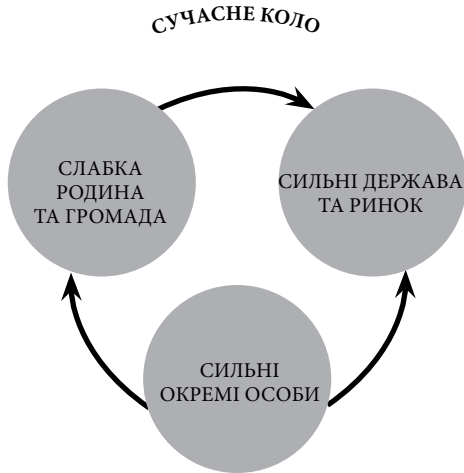 СУЧАСНЕ КОЛО
СЛАБКА
РОДИНА
ТА ГРОМАДА
СИЛЬНІ ДЕРЖАВА
ТА РИНОК
СИЛЬНІ
ОКРЕМІ ОСОБИ